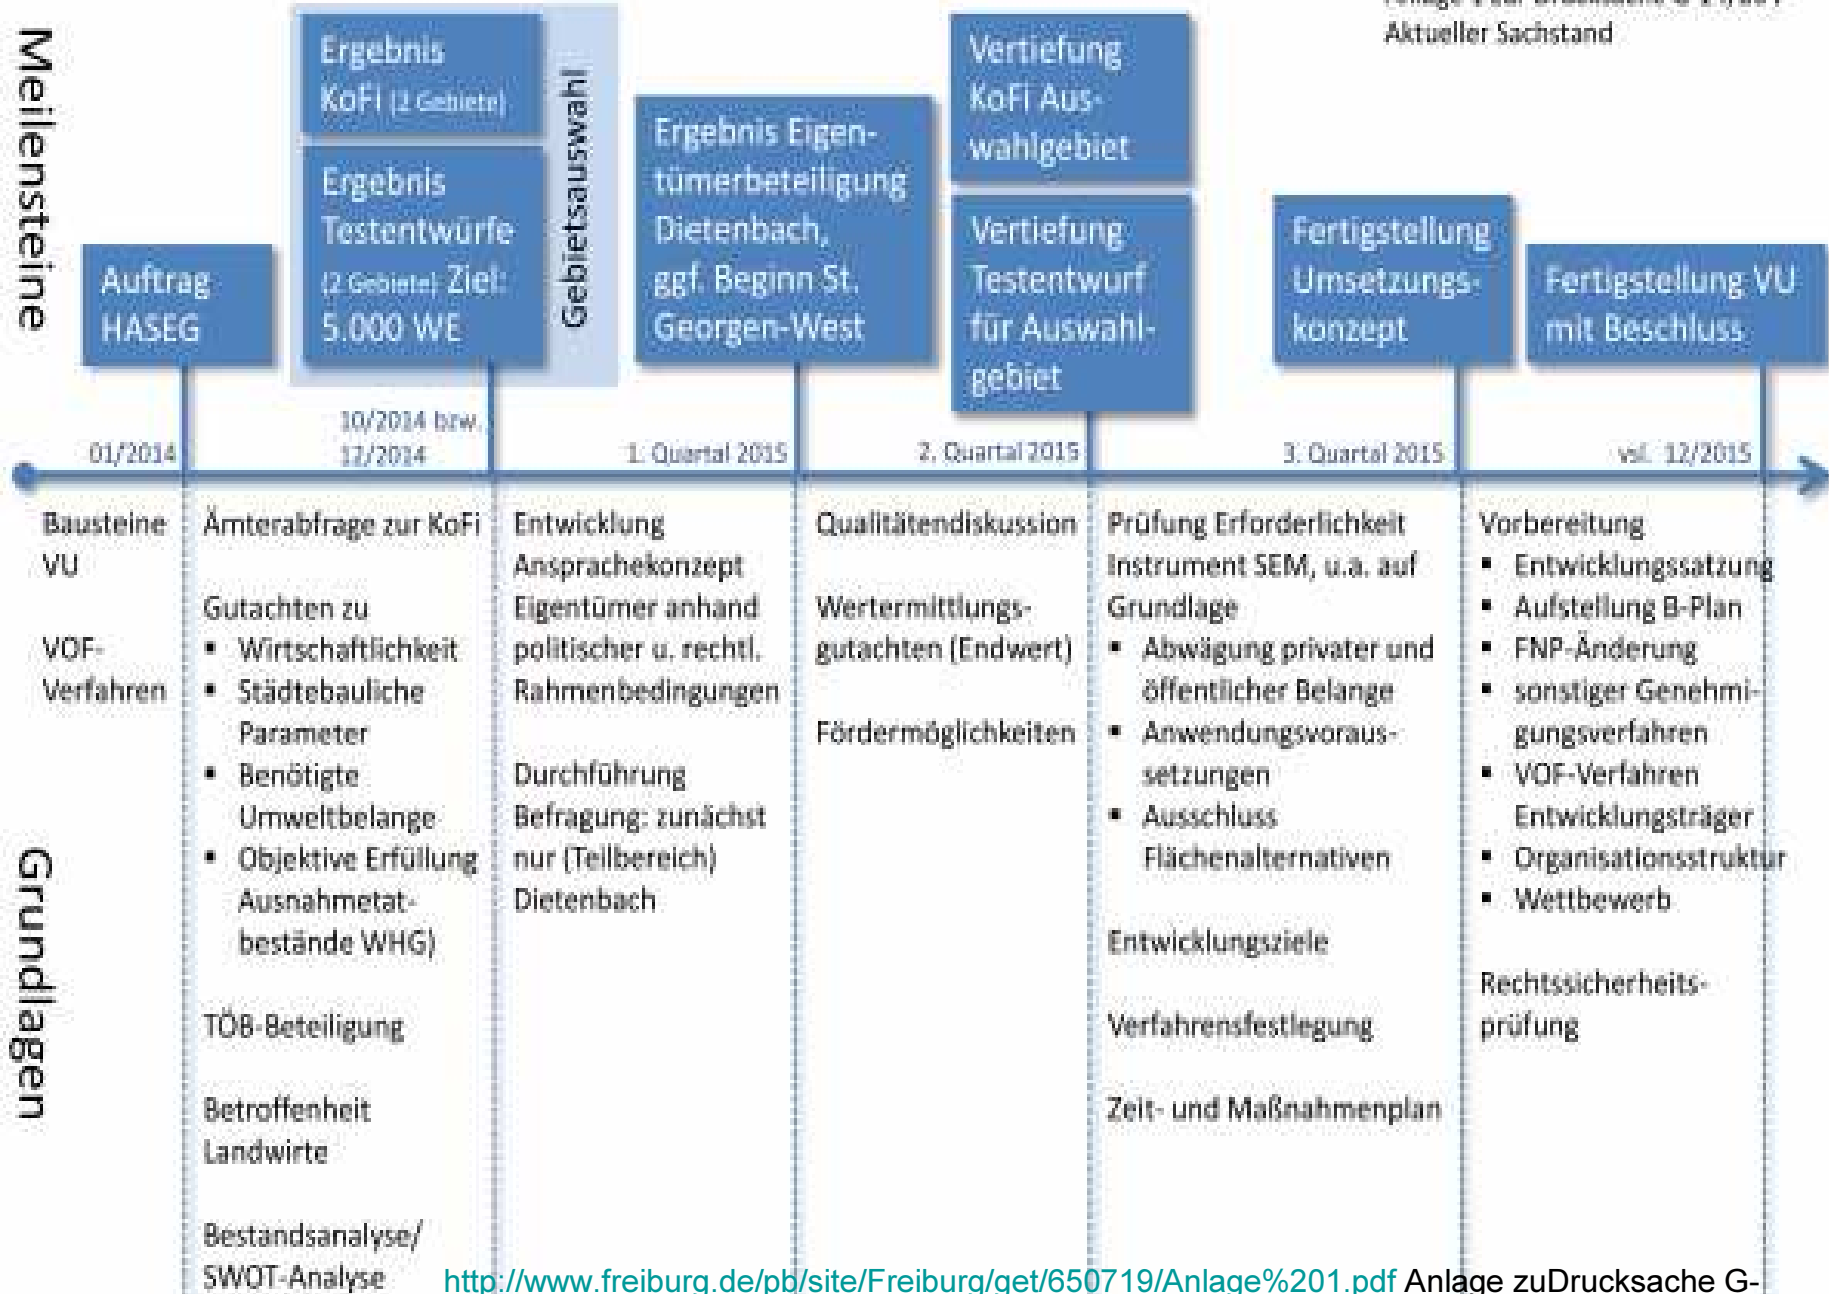 Aktueller Sachstand
Meilensteine
Auftrag
HASEG
Ergebnis
KoFi (2 Gebiete)
Ergebnis
Testentwürfe
(2 Gebiete) Ziel:
5.000 WE
Gebietsauswahl
Ergebnis Eigen-
tümerbeteiligung
Dietenbach,
ggf. Beginn St.
Georgen-West
Vertiefung
KoFi Aus-
wahlgebiet
Vertiefung
Testentwurf
für Auswahl-
gebiet
Fertigstellung
Umsetzungs-
konzept
Fertigstellung VU
mit Beschluss
01/2014
10/2014 bzw.
12/2014
1. Quartal 2015
2. Quartal 2015
3. Quartal 2015
vsl. 12/2015
Grundlagen
Bausteine
VU
VOF-
Verfahren
Ämterabfrage zur KoFi
Gutachten zu
▪ Wirtschaftlichkeit
▪ Städtebauliche
Parameter
▪ Benötigte
Umweltbelange
▪ Objektive Erfüllung
Ausnahmetat-
bestände WHG)
TÖB-Beteiligung
Betroffenheit
Landwirte
Bestandsanalyse/
SWOT-Analyse
Entwicklung
Ansprachekonzept
Eigentümer anhand
politischer u. rechtl.
Rahmenbedingungen
Durchführung
Befragung: zunächst
nur (Teilbereich)
Dietenbach
Qualitätendiskussion
Wertermittlungs-
gutachten (Endwert)
Fördermöglichkeiten
Prüfung Erforderlichkeit
Instrument SEM, u.a. auf
Grundlage
▪ Abwägung privater und
öffentlicher Belange
▪ Anwendungsvoraus-
setzungen
▪ Ausschluss
Flächenalternativen
Entwicklungsziele
Verfahrensfestlegung
Zeit- und Maßnahmenplan
Vorbereitung
▪ Entwicklungssatzung
▪ Aufstellung B-Plan
▪ FNP-Änderung
▪ sonstiger Genehmi-
gungsverfahren
▪ VOF-Verfahren
Entwicklungsträger
▪ Organisationsstruktur
▪ Wettbewerb
Rechtssicherheits-
prüfung
http://www.freiburg.de/pb/site/Freiburg/get/650719/Anlage%201.pdf Anlage zuDrucksache G-